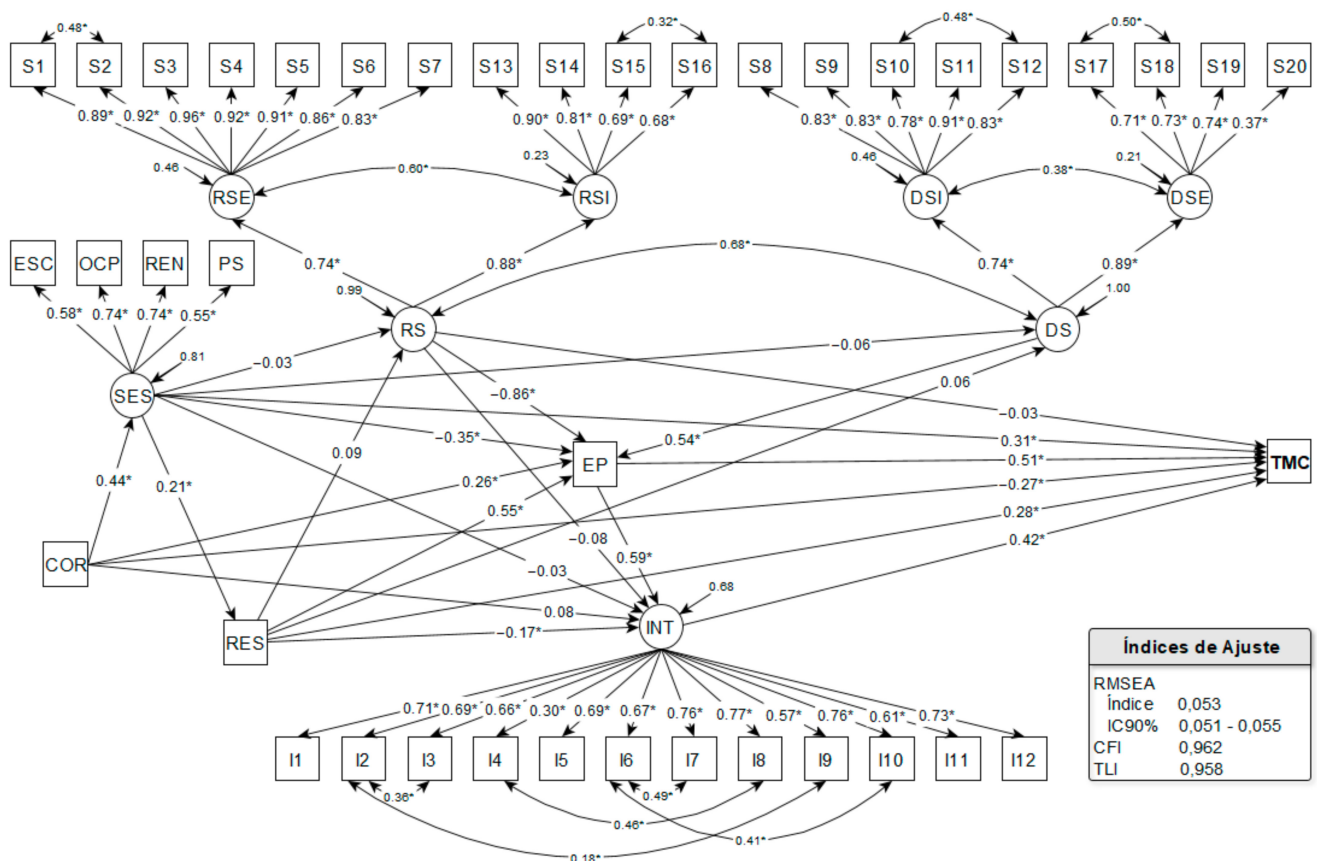 0.48*
0.32*
0.48*
0.50*
S1 S2 S3 S4 S5 S6 S7 S13 S14 S15 S16 S8 S9 S10 S11 S12 S17 S18 S19 S20
0.89* 0.92* 0.96* 0.92* 0.91* 0.86* 0.83* 0.90* 0.81* 0.69* 0.68* 0.83* 0.83* 0.78* 0.91* 0.83* 0.71* 0.73* 0.74* 0.37*
0.46 0.60* 0.23 0.46 0.38* 0.21
RSE RSI DSI DSE
ESC OCP REN PS
0.74* 0.88* 0.68* 0.74* 0.89*
0.58* 0.74* 0.74* 0.55*
0.99 1.00
RS DS
0.81 −0.03 −0.06
SES
−0.86* 0.06 −0.03
−0.35* 0.54* 0.31*
0.09 EP 0.51* TMC
0.44* 0.21* 0.26* −0.27*
0.55* 0.28*
−0.08 0.59* 0.42*
COR
−0.03 0.68
0.08
RES −0.17* INT
Índices de Ajuste
RMSEA
Índice 0,053
IC90% 0,051 - 0,055
CFI 0,962
TLI 0,958
0.71* 0.69* 0.66* 0.30* 0.69* 0.67* 0.76* 0.77* 0.57* 0.76* 0.61* 0.73*
I1 I2 I3 I4 I5 I6 I7 I8 I9 I10 I11 I12
0.36* 0.49*
0.46* 0.41*
0.18*